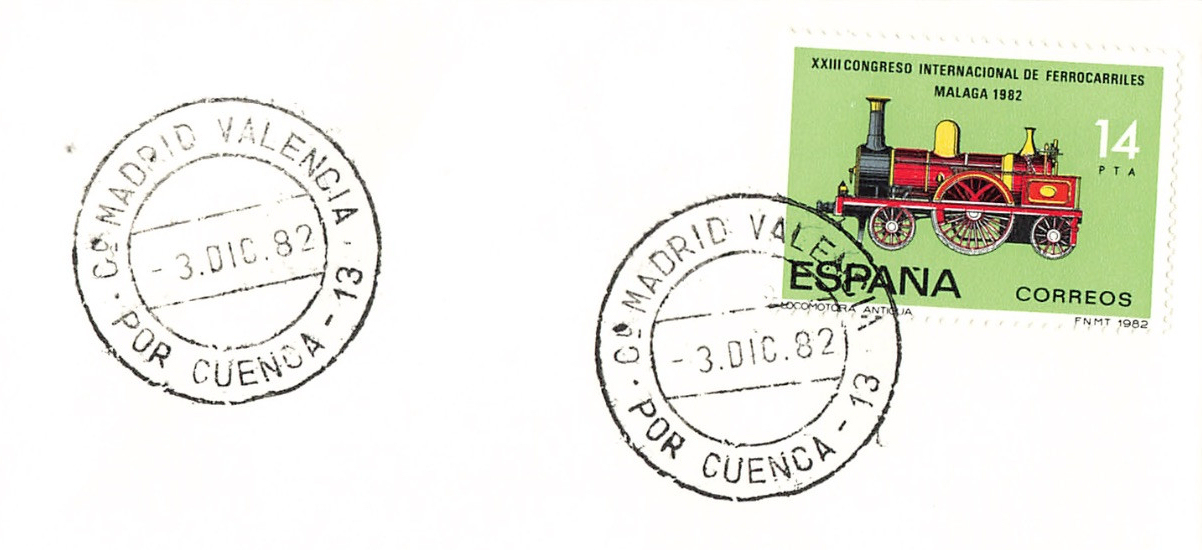 Cº MADRID VALENCIA
- 3.DIC.82
· POR CUENCA - 13 ·
XXIII CONGRESO INTERNACIONAL DE FERROCARRILES
MALAGA 1982
14
PTA
ESPAÑA
CORREOS
LOCOMOTORA ANTIGUA
FNMT 1982
Cº MADRID VALENCIA
- 3.DIC.82
· POR CUENCA - 13